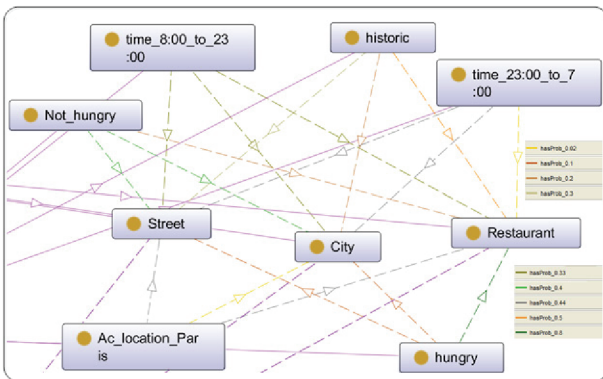 time_8:00_to_23
:00
historic
time_23:00_to_7
:00
Not_hungry
hasProb_0.02
hasProb_0.1
hasProb_0.2
hasProb_0.3
Street
City
Restaurant
hasProb_0.33
hasProb_0.4
hasProb_0.44
hasProb_0.5
hasProb_0.8
Ac_location_Par
is
hungry